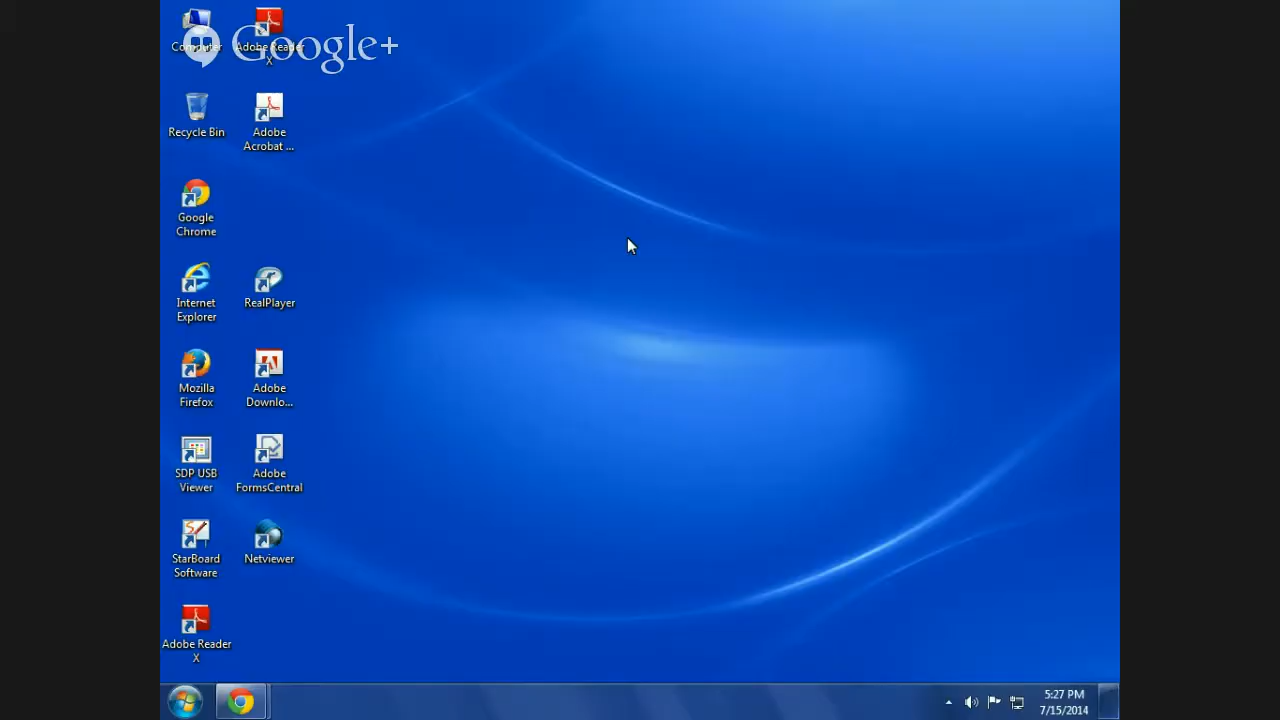 Google+
Computer
Adobe Reader
X
Recycle Bin
Adobe
Acrobat ...
Google
Chrome
Internet
Explorer
RealPlayer
Mozilla
Firefox
Adobe
Downlo...
SDP USB
Viewer
Adobe
FormsCentral
StarBoard
Software
Netviewer
Adobe Reader
X
5:27 PM
7/15/2014